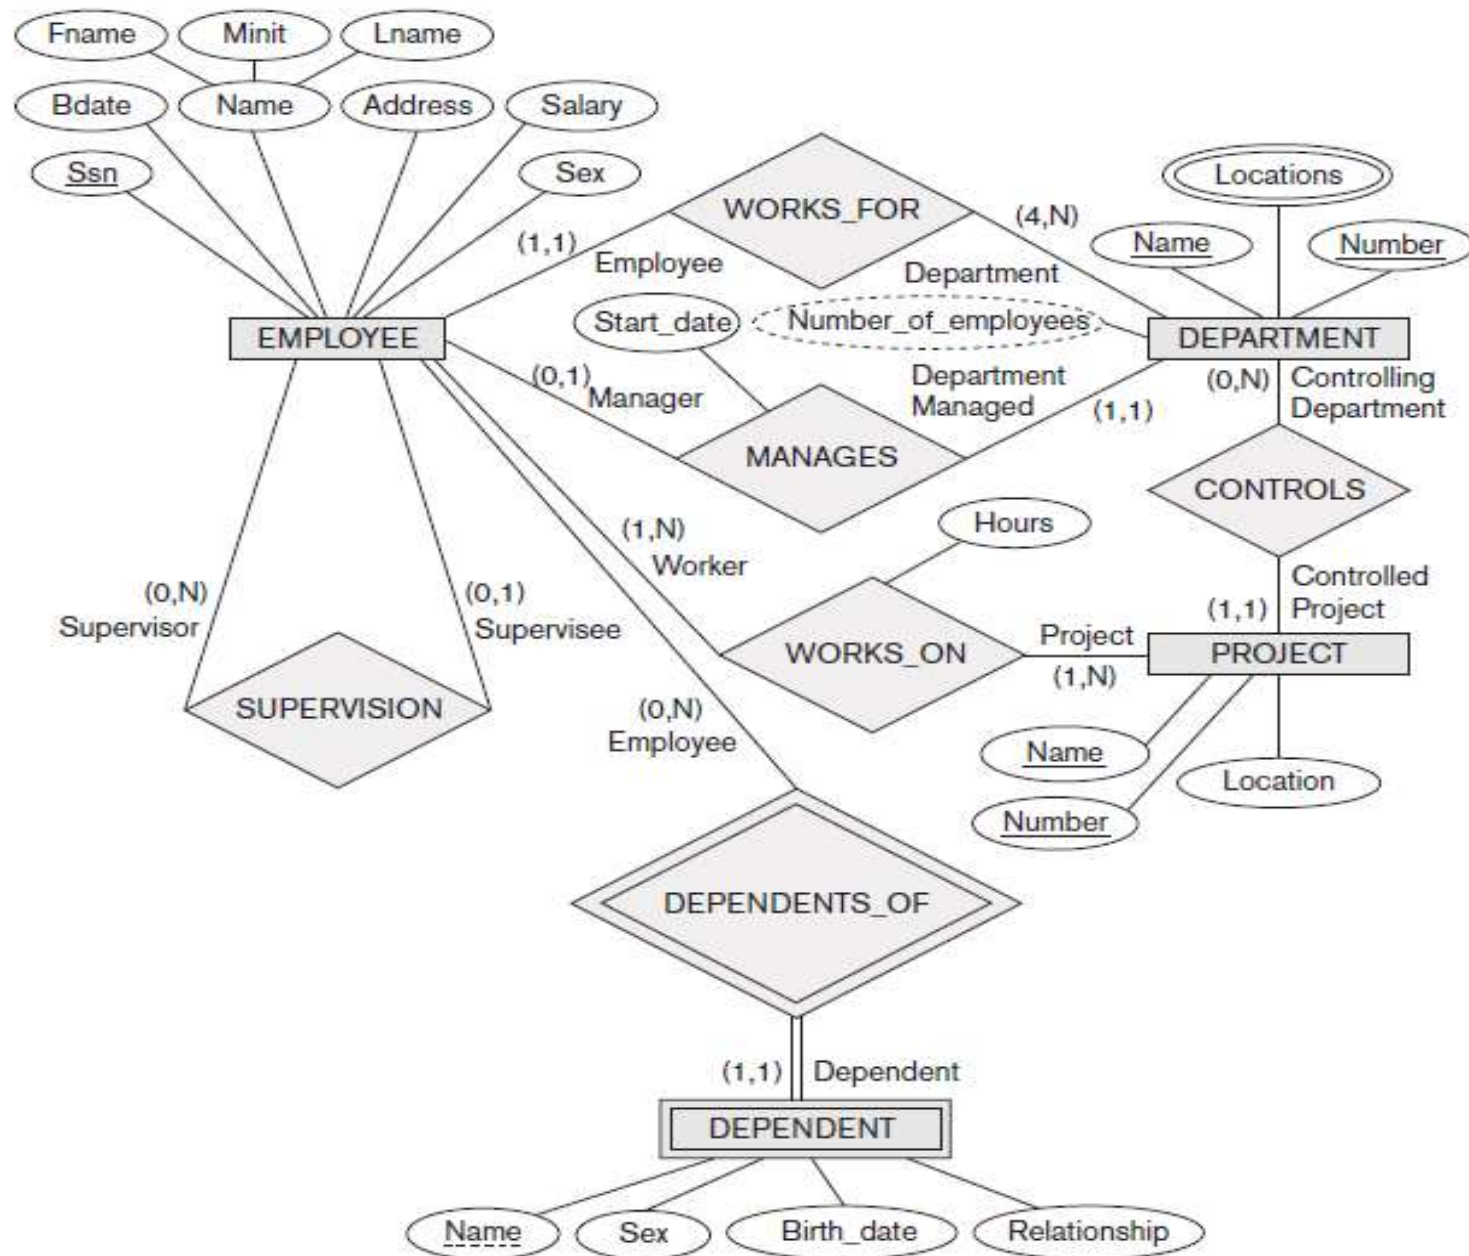 Fname
Minit
Lname
Bdate
Name
Address
Salary
Ssn
Sex
WORKS_FOR
Locations
(1,1)
Employee
(4,N)
Department
Name
Number
Start_date
Number_of_employees
EMPLOYEE
DEPARTMENT
(0,1)
Manager
Department
Managed
(1,1)
(0,N)
Controlling
Department
MANAGES
CONTROLS
Hours
(1,N)
Worker
(0,N)
Supervisor
(0,1)
Supervisee
Controlled
Project
(1,1)
WORKS_ON
Project
(1,N)
PROJECT
SUPERVISION
(0,N)
Employee
Name
Location
Number
DEPENDENTS_OF
(1,1)
Dependent
DEPENDENT
Name
Sex
Birth_date
Relationship